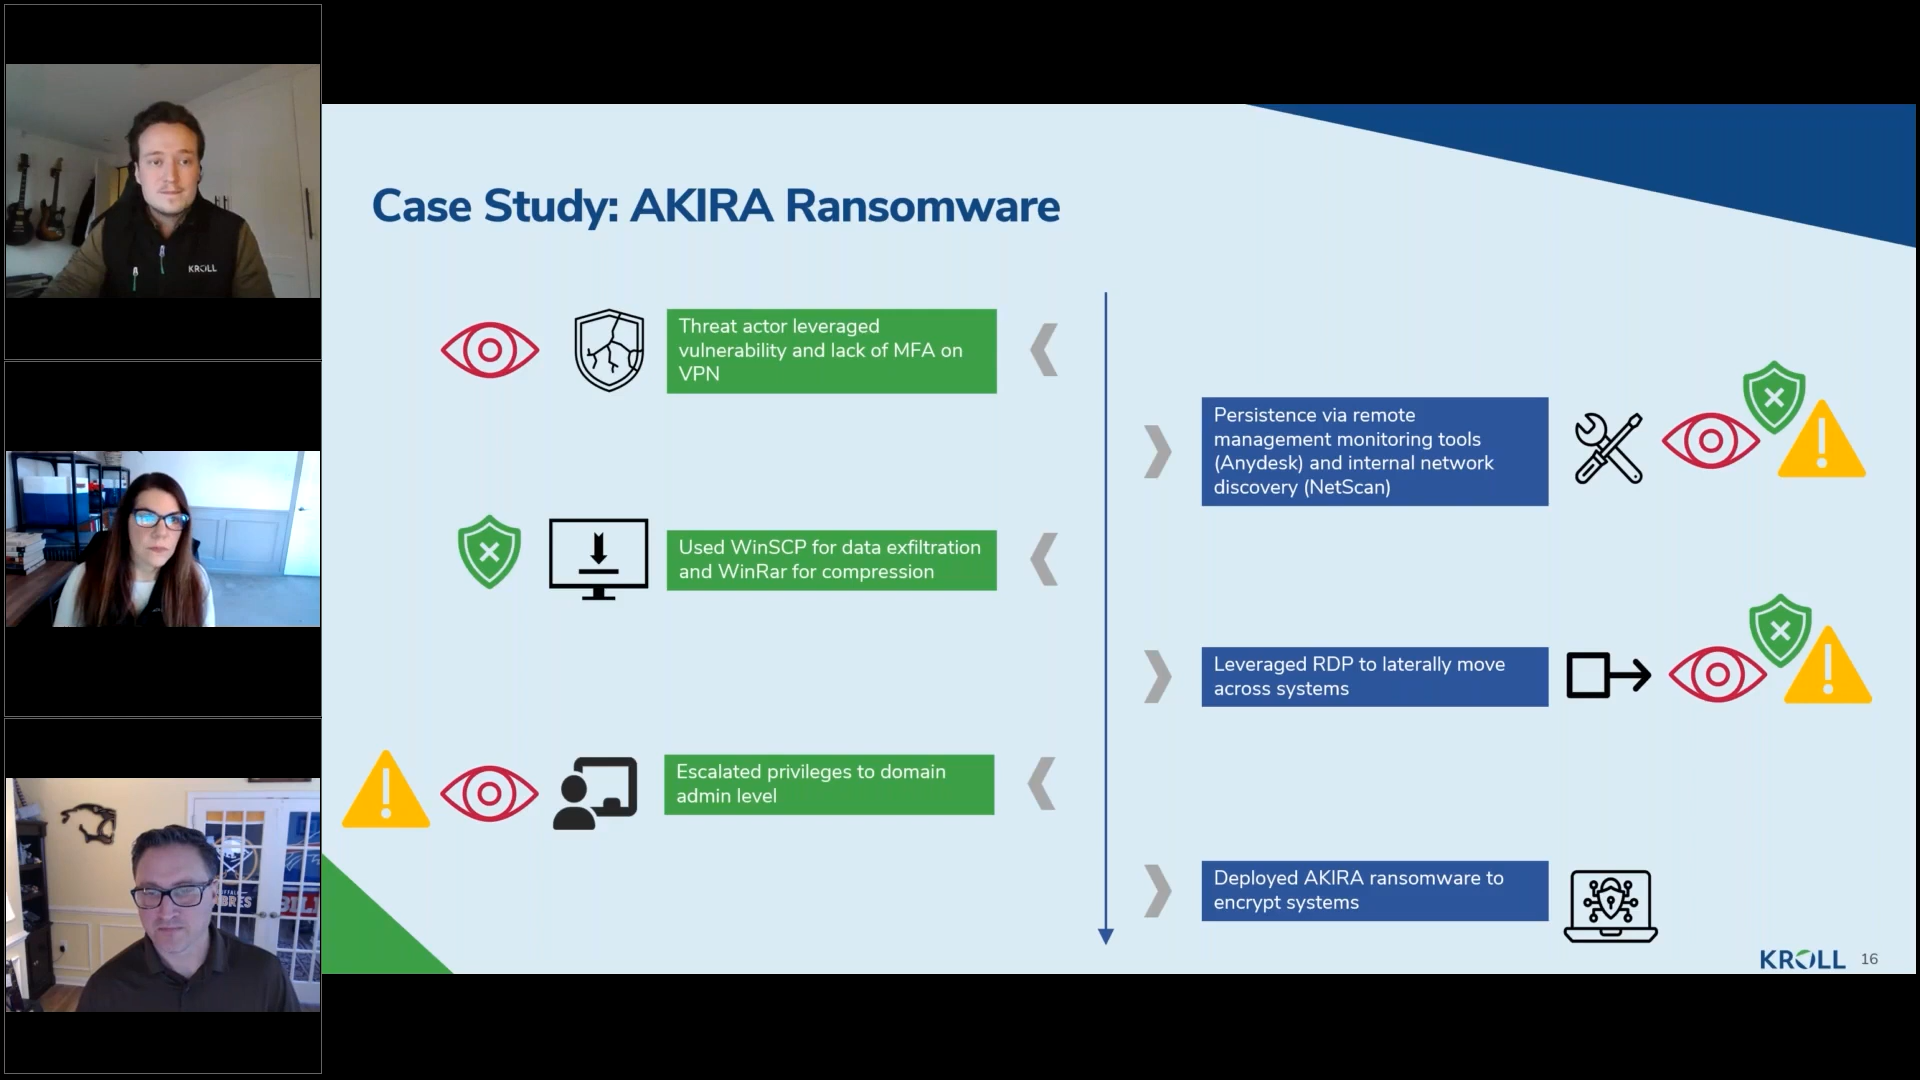 KROLL
BRES
BILL
Case Study: AKIRA Ransomware
Threat actor leveraged
vulnerability and lack of MFA on
VPN
Persistence via remote
management monitoring tools
(Anydesk) and internal network
discovery (NetScan)
Used WinSCP for data exfiltration
and WinRar for compression
Leveraged RDP to laterally move
across systems
Escalated privileges to domain
admin level
Deployed AKIRA ransomware to
encrypt systems
KROLL 16